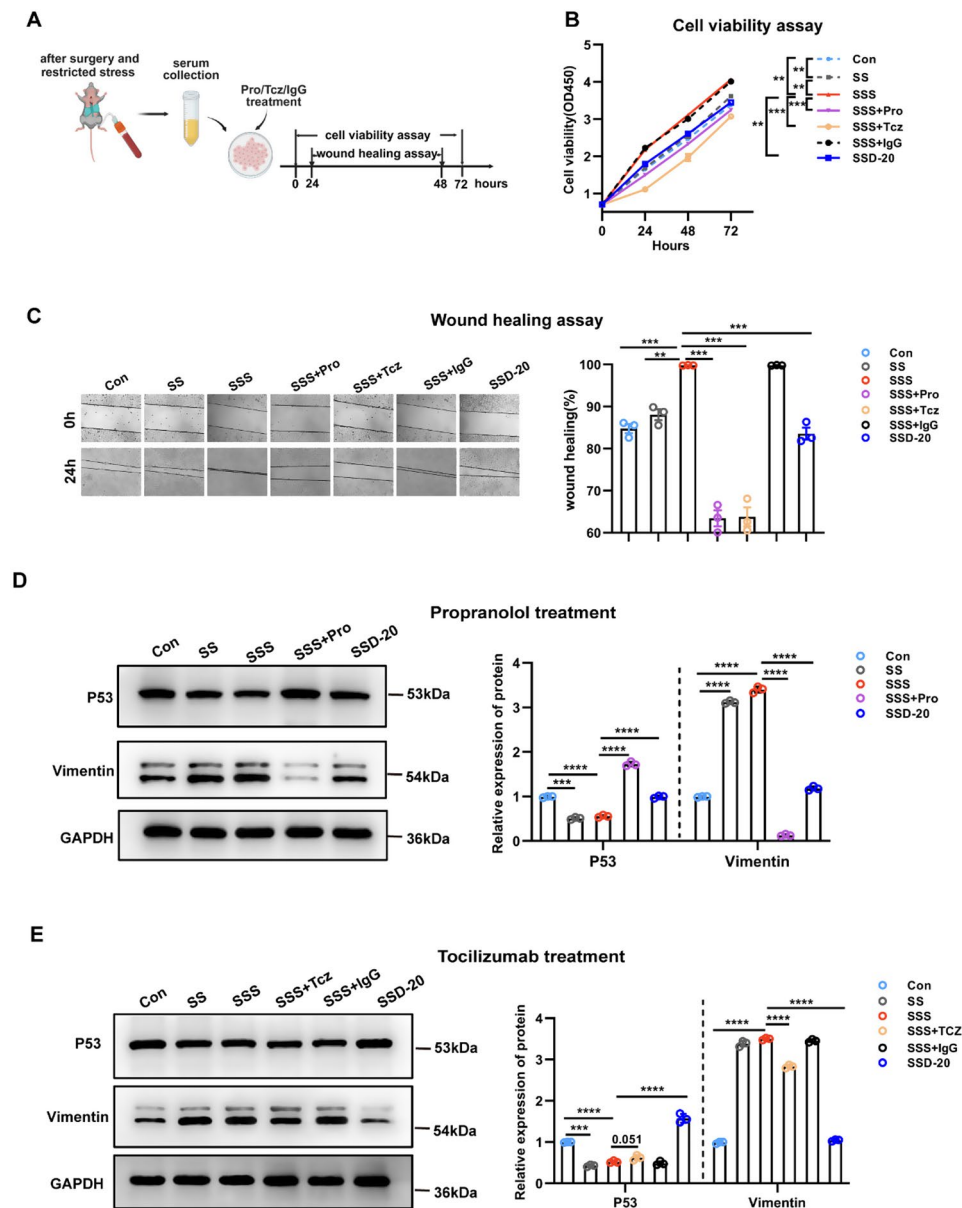 A
after surgery and
restricted stress
serum
collection
Pro/Tcz/IgG
treatment
cell viability assay
wound healing assay
0 24 48 72 hours
B
Cell viability assay
Cell viability(OD450)
5
4
3
2
1
0 24 48 72
Hours
** ** ** *** *** **
Con
SS
SSS
SSS+Pro
SSS+Tcz
SSS+IgG
SSD-20
C
Wound healing assay
Con SS SSS SSS+Pro SSS+Tcz SSS+IgG SSD-20
0h
24h
wound healing(%)
100
90
80
70
60
***
*** ***
** ***
Con
SS
SSS
SSS+Pro
SSS+Tcz
SSS+IgG
SSD-20
D
Propranolol treatment
Con SS SSS SSS+Pro SSD-20
P53
53kDa
Vimentin
54kDa
GAPDH
36kDa
Relative expression of protein
4
3
2
1
0
*** **** **** ****
**** **** **** ****
P53 Vimentin
Con
SS
SSS
SSS+Pro
SSD-20
E
Tocilizumab treatment
Con SS SSS SSS+Tcz SSS+IgG SSD-20
P53
53kDa
Vimentin
54kDa
GAPDH
36kDa
Relative expression of protein
4
3
2
1
0
*** **** 0.051 ****
**** **** ****
P53 Vimentin
Con
SS
SSS
SSS+TCZ
SSS+IgG
SSD-20